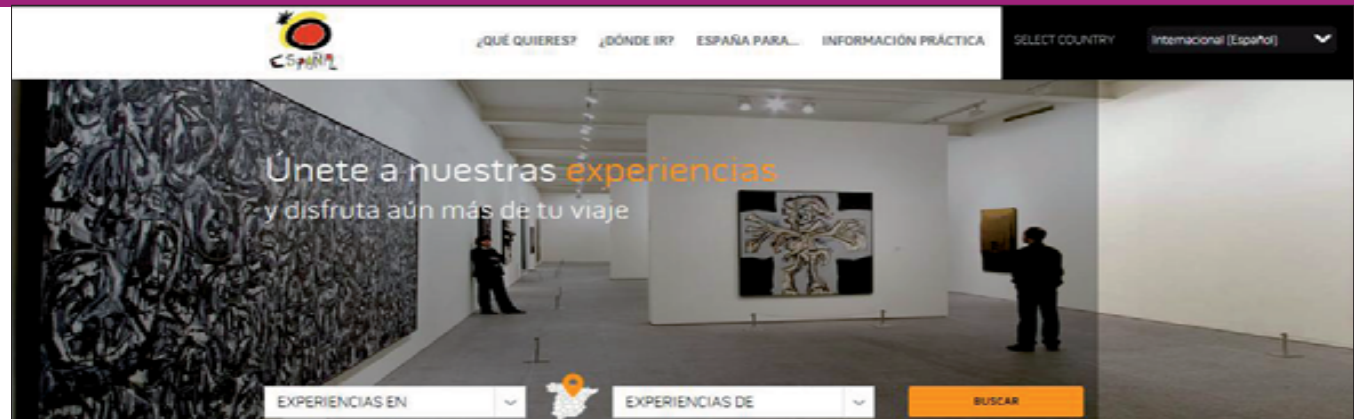 España
¿QUÉ QUIERES? ¿DÓNDE IR? ESPAÑA PARA... INFORMACIÓN PRÁCTICA SELECT COUNTRY Internacional (Español)
Únete a nuestras experiencias
y disfruta aún más de tu viaje
EXPERIENCIAS EN EXPERIENCIAS DE BUSCAR